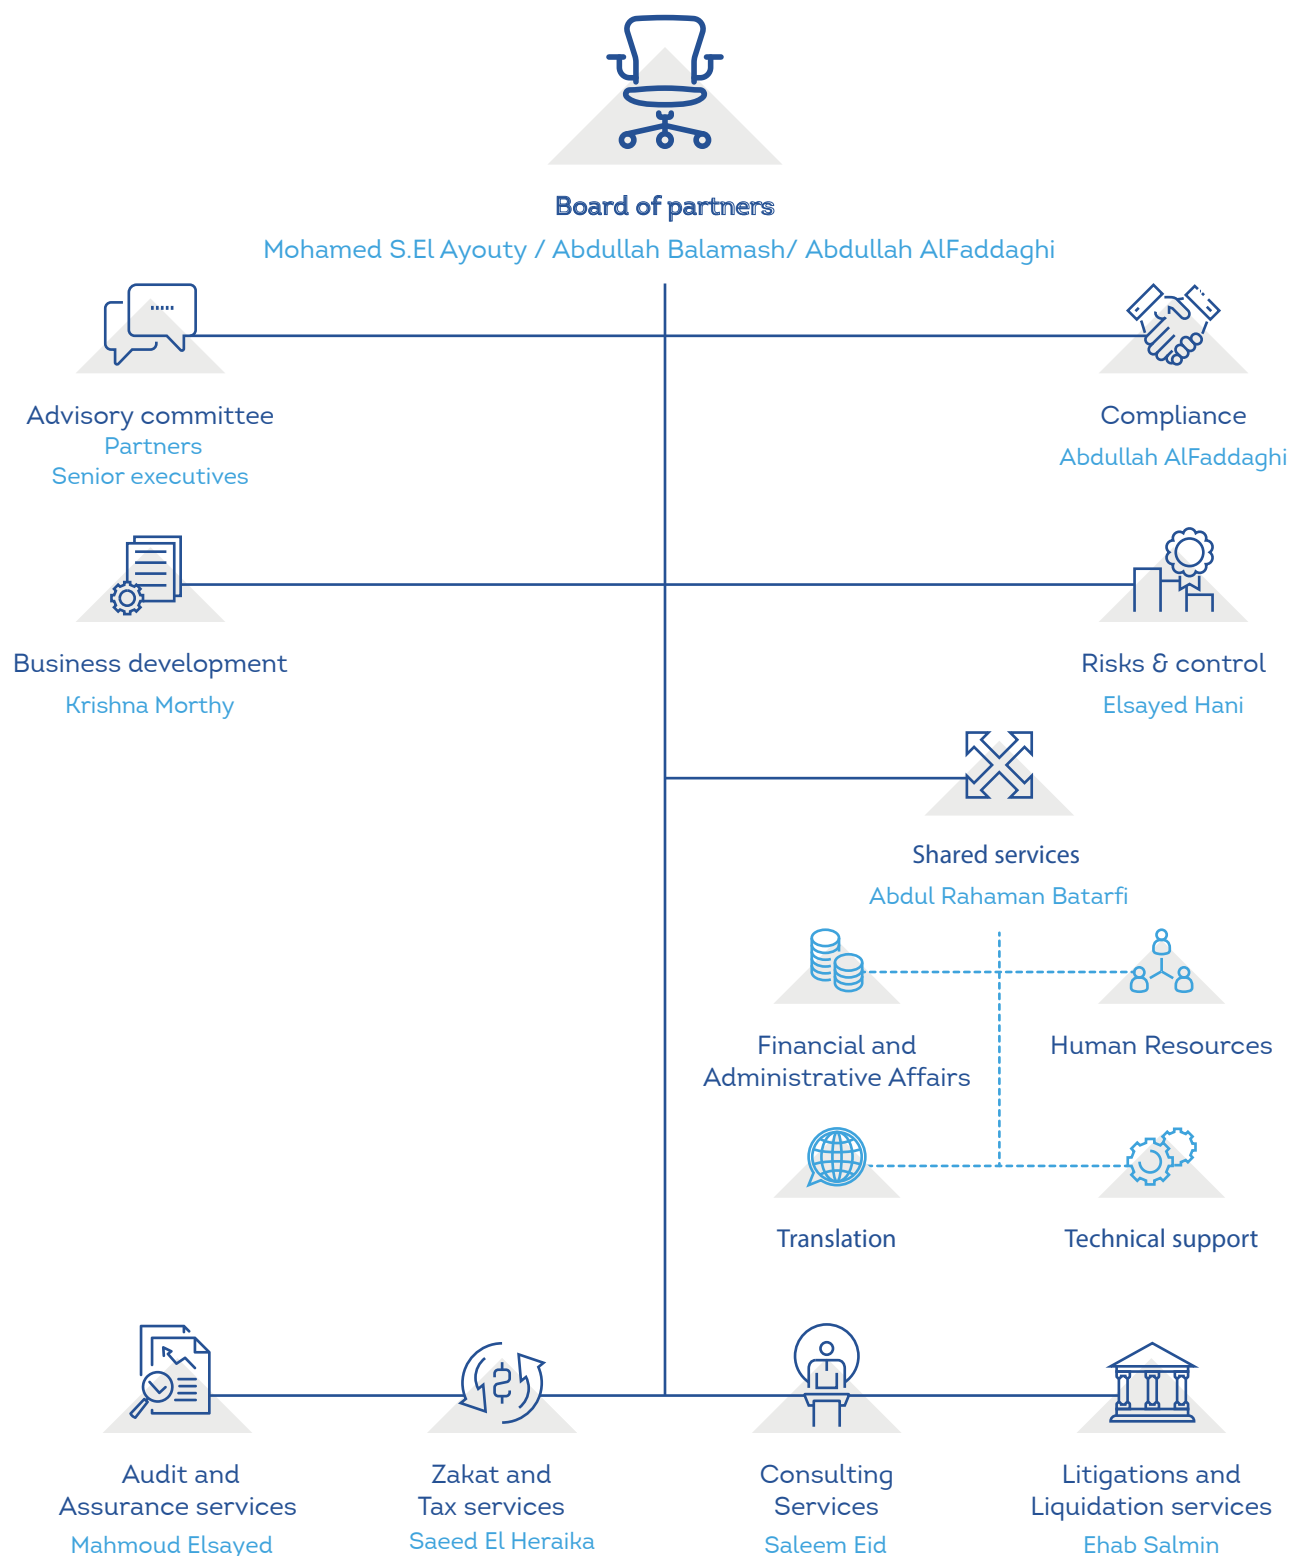 Board of partners
Mohamed S.El Ayouty / Abdullah Balamash/ Abdullah AlFaddaghi
Advisory committee
Partners
Senior executives
Compliance
Abdullah AlFaddaghi
Business development
Krishna Morthy
Risks & control
Elsayed Hani
Shared services
Abdul Rahaman Batarfi
Financial and
Administrative Affairs
Human Resources
Translation
Technical support
Audit and
Assurance services
Mahmoud Elsayed
Zakat and
Tax services
Saeed El Heraika
Consulting
Services
Saleem Eid
Litigations and
Liquidation services
Ehab Salmin